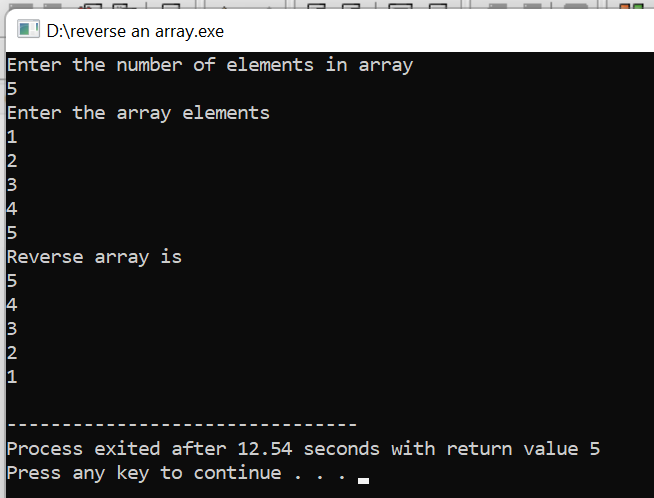 D:\reverse an array.exe
Enter the number of elements in array
5
Enter the array elements
1
2
3
4
5
Reverse array is
5
4
3
2
1
---------------------------------
Process exited after 12.54 seconds with return value 5
Press any key to continue . . .